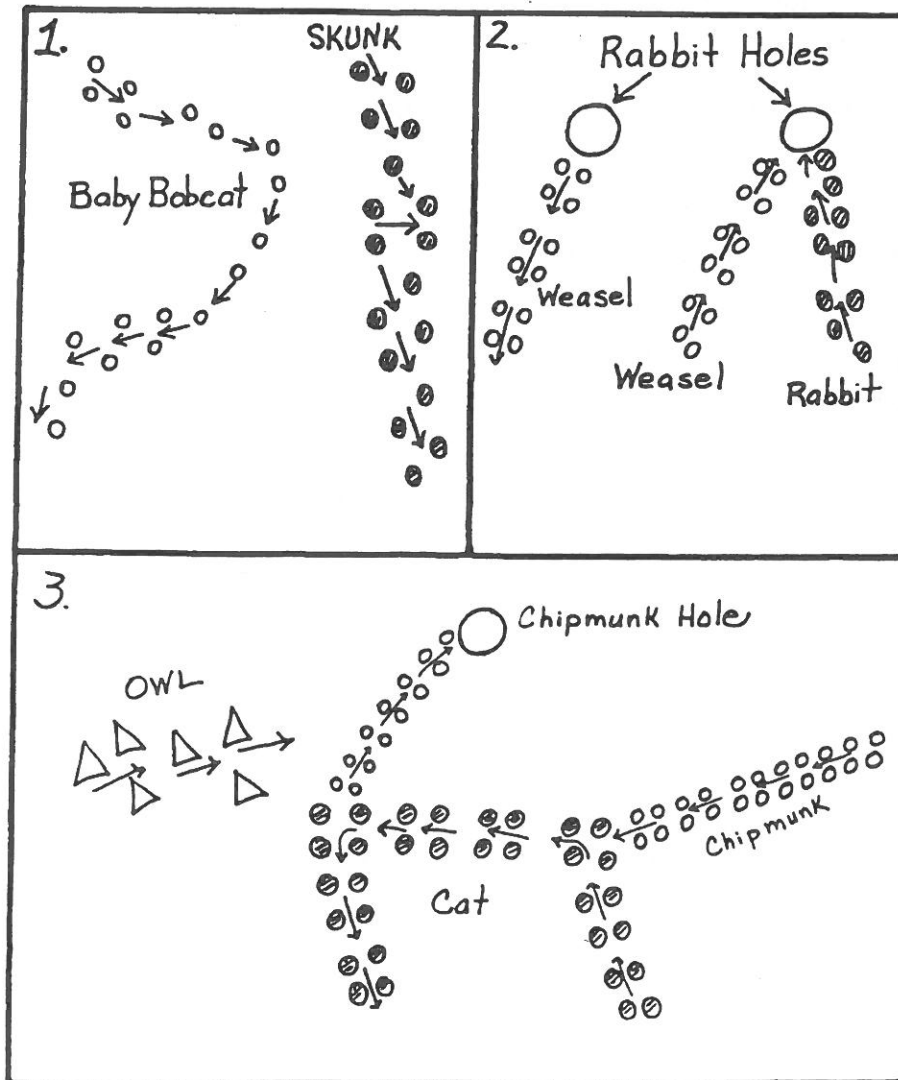 1.
SKUNK
Baby Bobcat
2.
Rabbit Holes
Weasel
Weasel
Rabbit
3.
Chipmunk Hole
OWL
Chipmunk
Cat